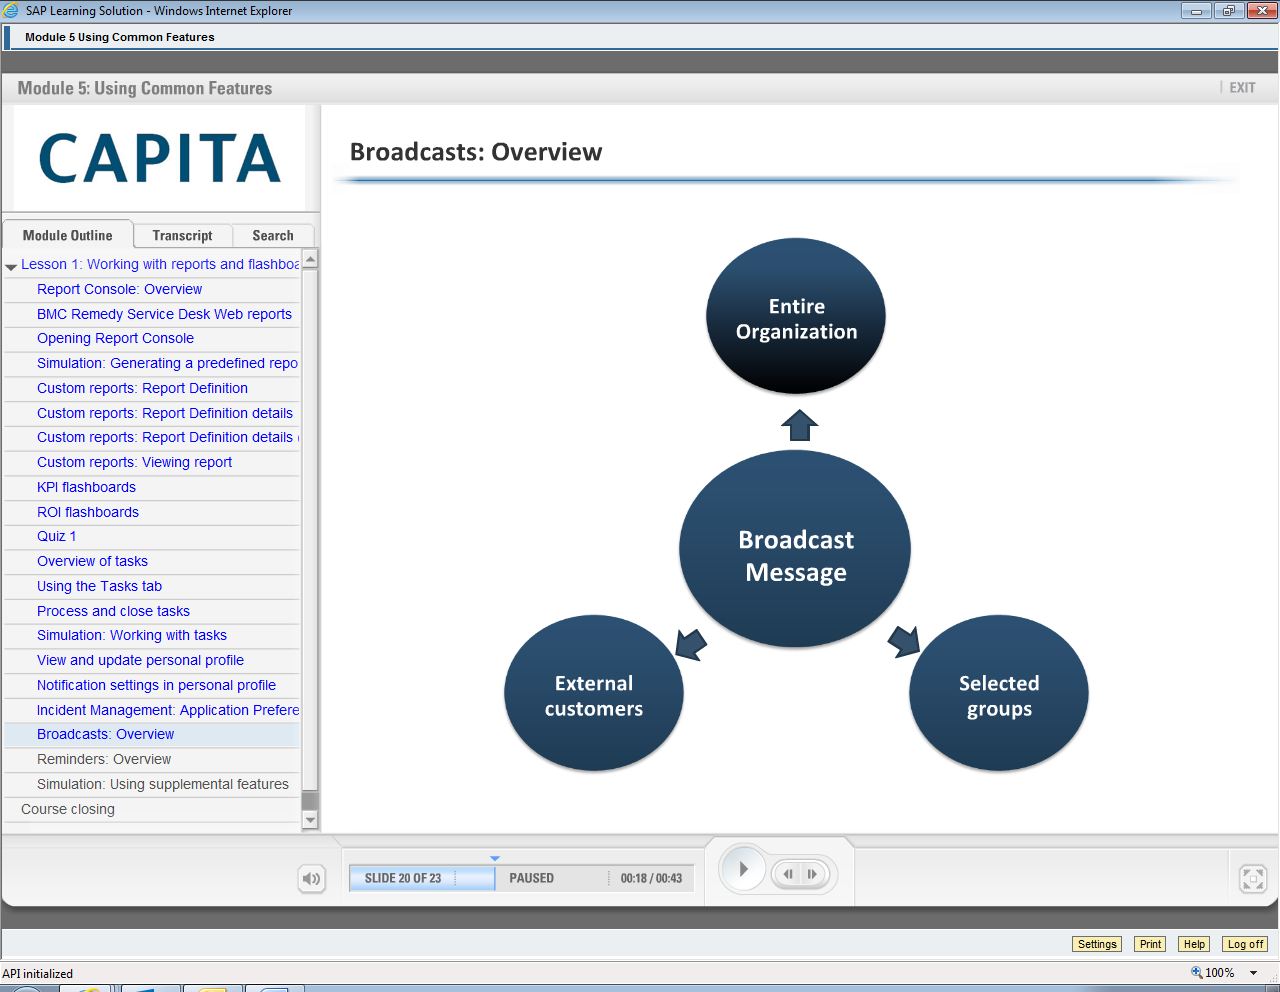 SAP Learning Solution - Windows Internet Explorer
Module 5 Using Common Features
Module 5: Using Common Features
EXIT
CAPITA
Module Outline
Transcript
Search
Lesson 1: Working with reports and flashboa
Report Console: Overview
BMC Remedy Service Desk Web reports
Opening Report Console
Simulation: Generating a predefined repo
Custom reports: Report Definition
Custom reports: Report Definition details
Custom reports: Report Definition details (
Custom reports: Viewing report
KPI flashboards
ROI flashboards
Quiz 1
Overview of tasks
Using the Tasks tab
Process and close tasks
Simulation: Working with tasks
View and update personal profile
Notification settings in personal profile
Incident Management: Application Prefere
Broadcasts: Overview
Reminders: Overview
Simulation: Using supplemental features
Course closing
Broadcasts: Overview
Entire
Organization
Broadcast
Message
External
customers
Selected
groups
SLIDE 20 OF 23
PAUSED
00:18 / 00:43
Settings
Print
Help
Log off
API initialized
100%